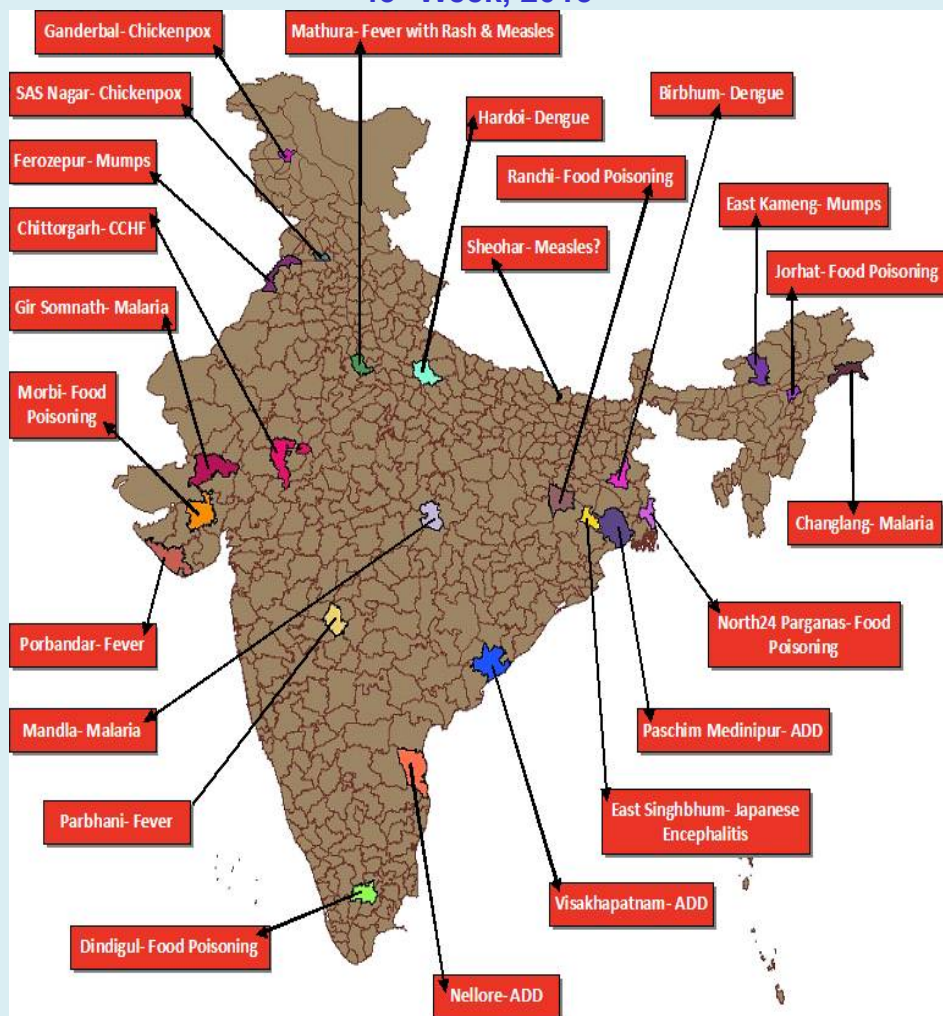 Week,
Ganderbal- Chickenpox
Mathura- Fever with Rash & Measles
SAS Nagar- Chickenpox
Birbhum- Dengue
Hardoi- Dengue
Ferozepur- Mumps
Ranchi- Food Poisoning
East Kameng- Mumps
Chittorgarh- CCHF
Sheohar- Measles?
Jorhat- Food Poisoning
Gir Somnath- Malaria
Morbi- Food
Poisoning
Changlang- Malaria
North24 Parganas- Food
Poisoning
Porbandar- Fever
Mandla- Malaria
Paschim Medinipur- ADD
Parbhani- Fever
East Singhbhum- Japanese
Encephalitis
Visakhapatnam- ADD
Dindigul- Food Poisoning
Nellore- ADD